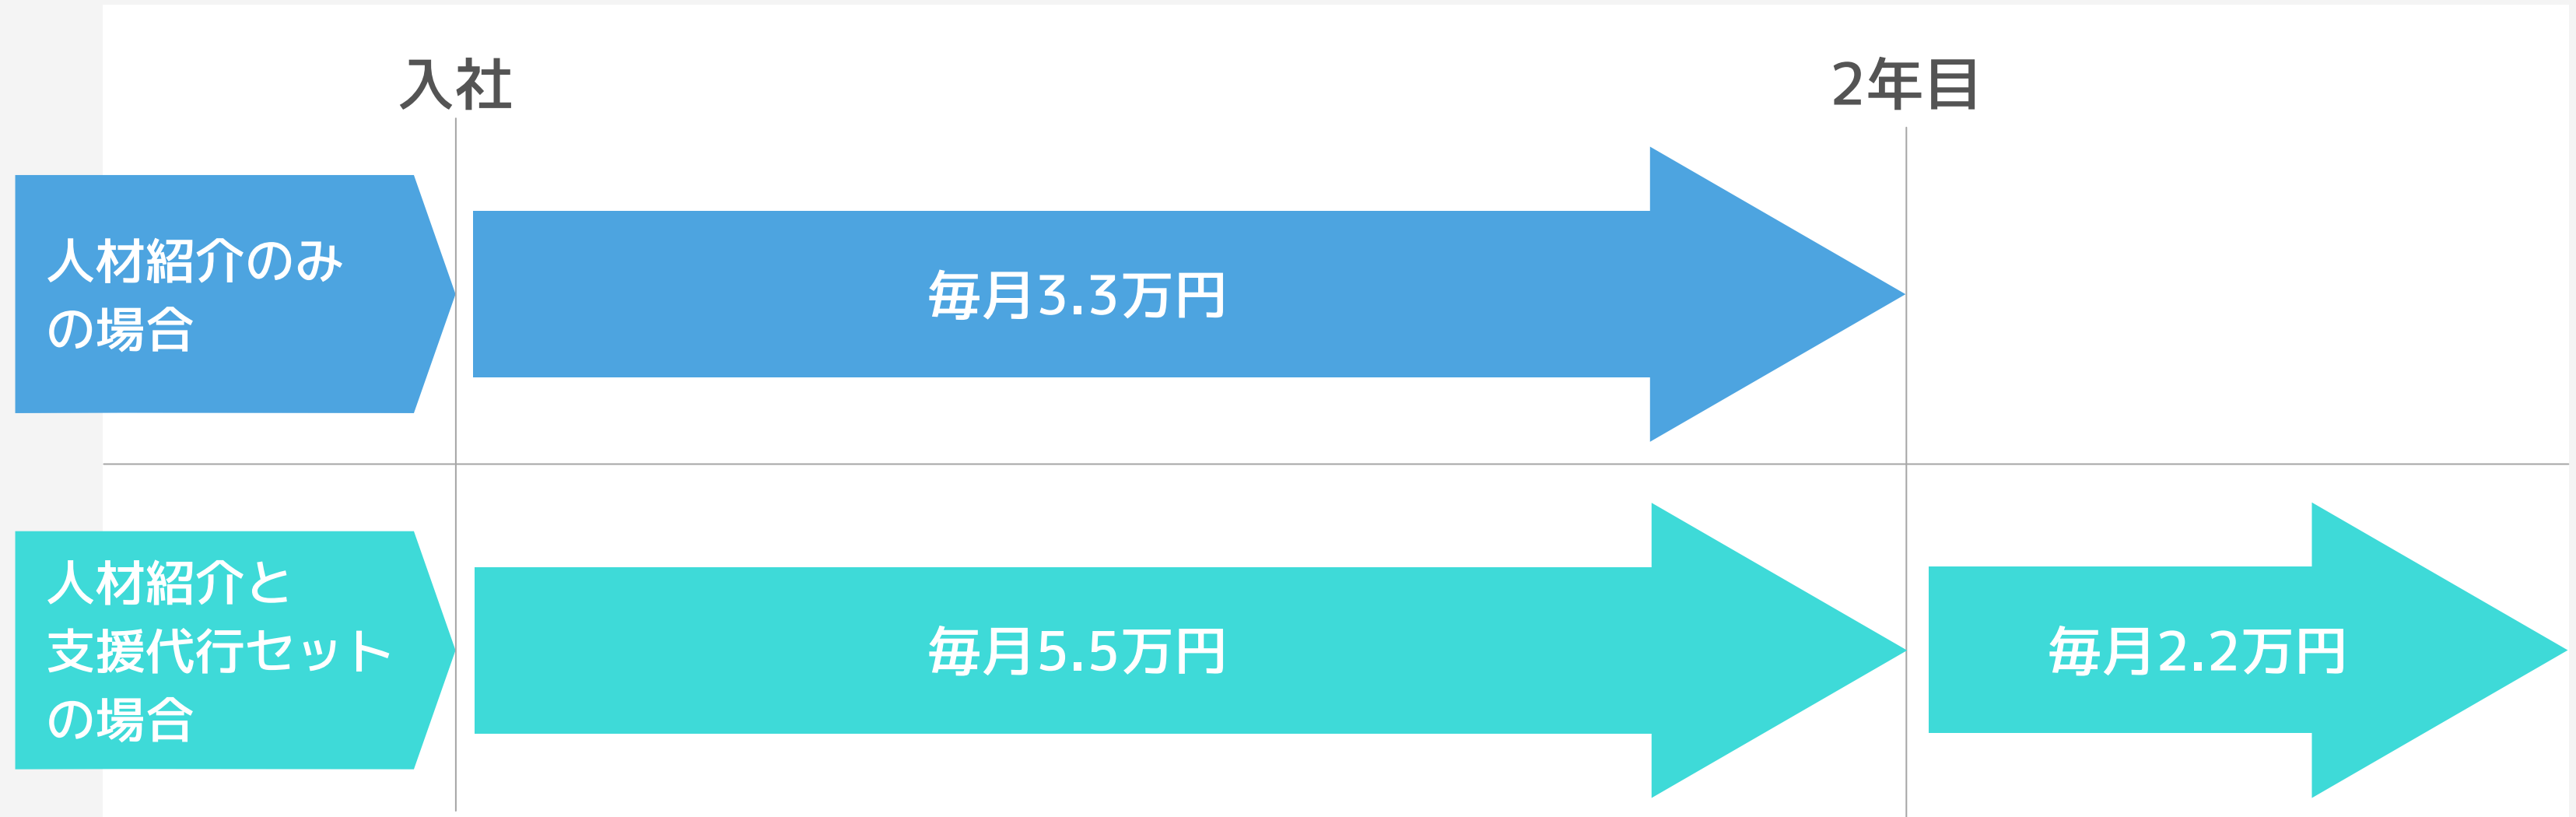 入社
2年目
人材紹介のみ
の場合
毎月3.3万円
人材紹介と
支援代行セット
の場合
毎月5.5万円
毎月2.2万円